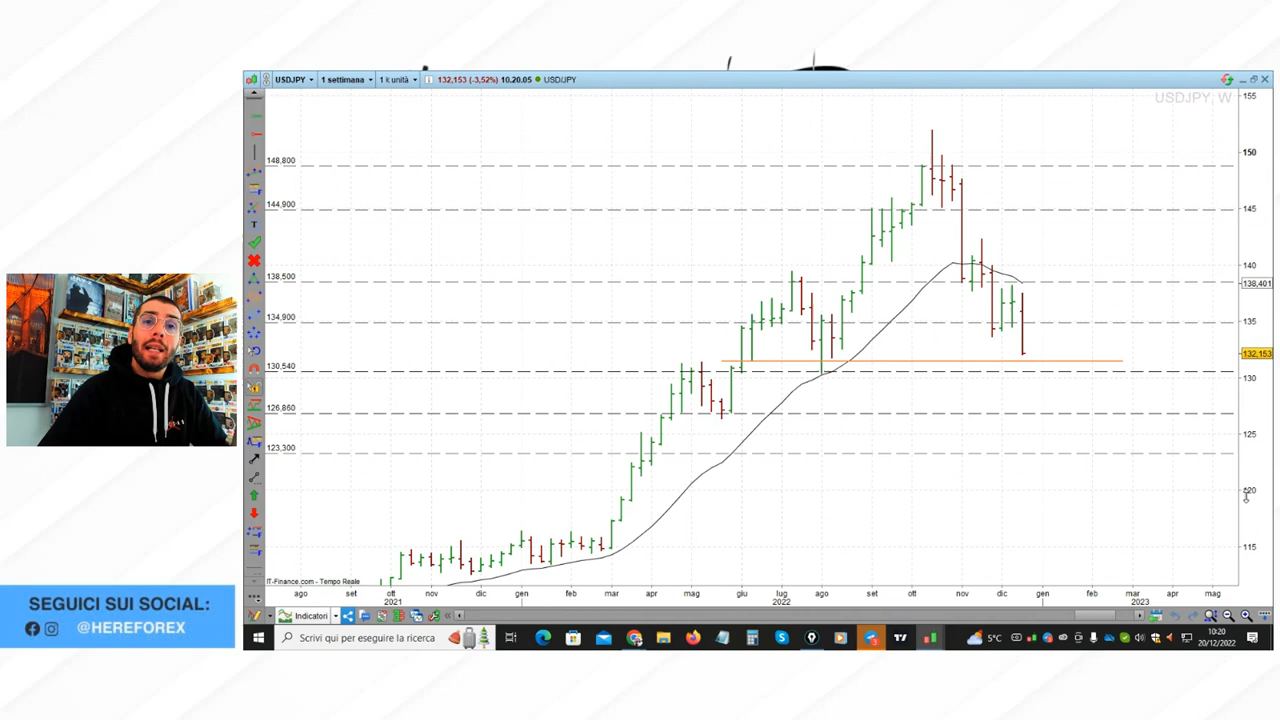 USDJPY 1 settimana 1 k unità 132,153 (-3,52%) 10.20.05 USDJPY
USDJPY, W
155
150
145
140
138,401
135
132,153
130
125
120
115
148,800
144,900
138,500
134,900
130,540
126,860
123,300
IT-Finance.com - Tempo Reale
ago set ott nov dic gen feb mar apr mag giu lug ago set ott nov dic gen feb mar mag
2021 2022 2023
Indicatori
SEGUICI SUI SOCIAL:
@HEREFOREX
Scrivi qui per eseguire la ricerca
5°C
10:20
20/12/2022